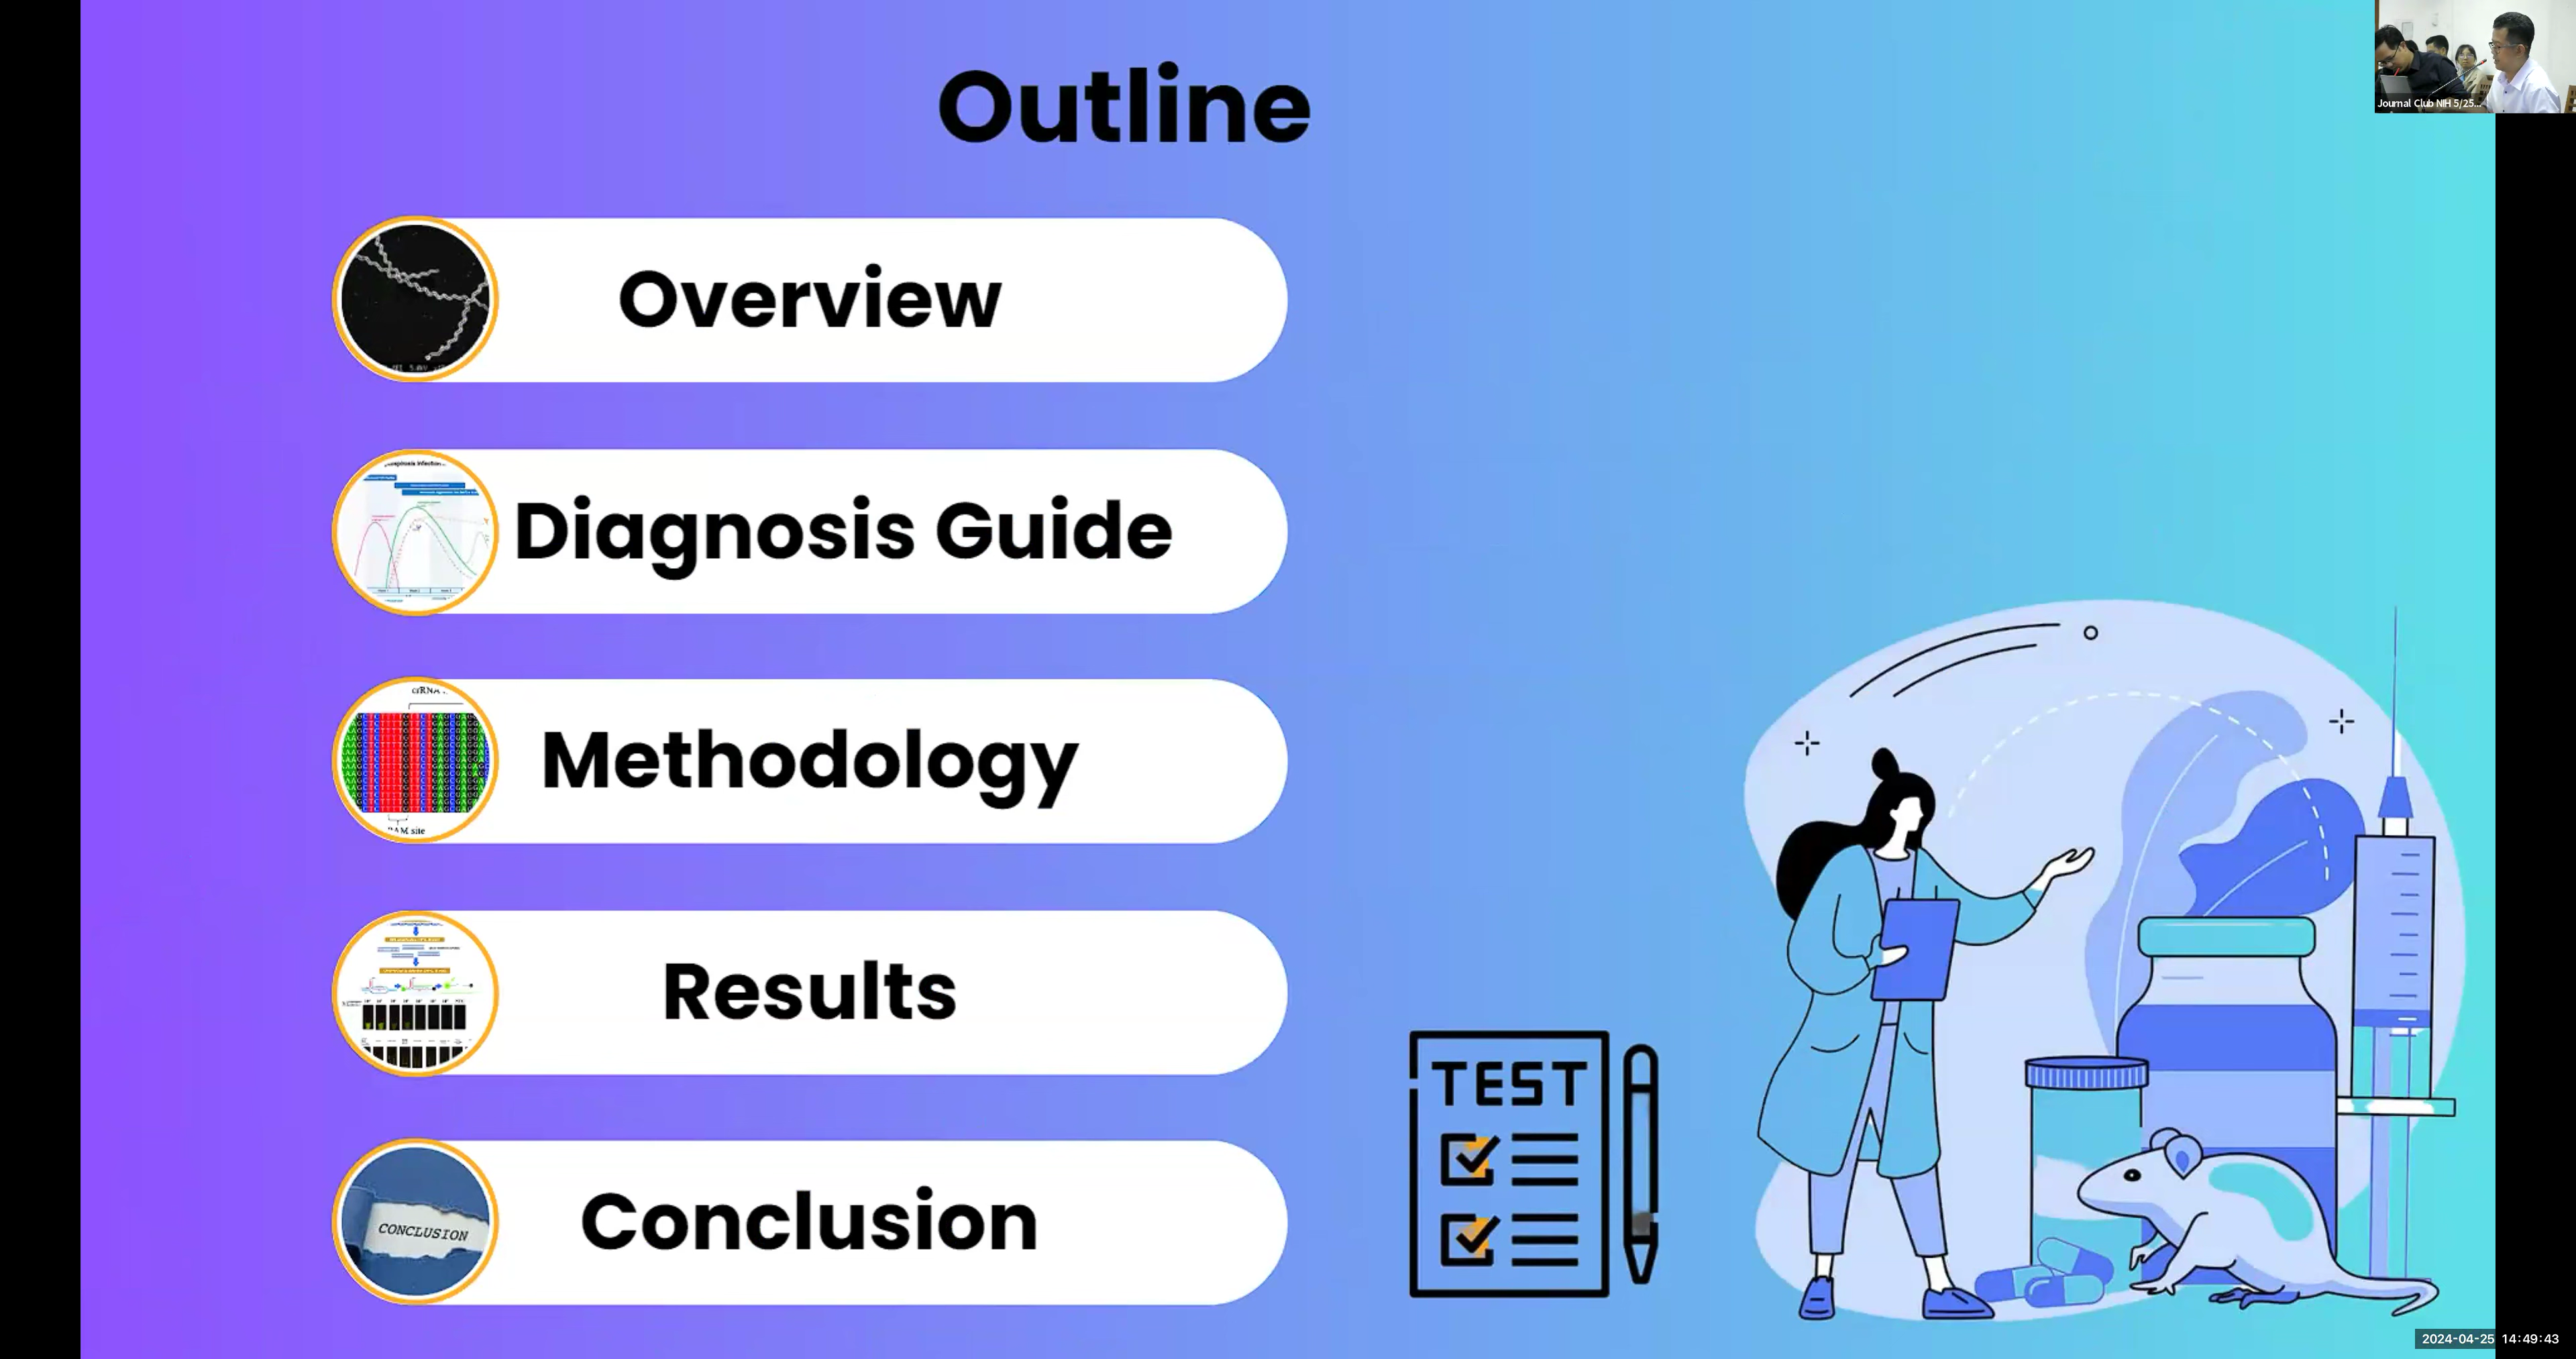 Outline
Journal Club NIH 5/25...
Overview
Diagnosis Guide
crRNA
PAM site
Methodology
Results
CONCLUSION
Conclusion
TEST
2024-04-25 14:49:43